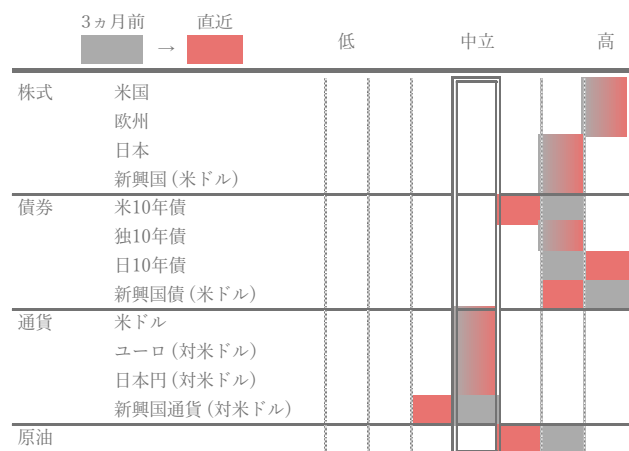 3ヵ月前 → 直近
低 中立 高
株式 米国
欧州
日本
新興国 (米ドル)
債券 米10年債
独10年債
日10年債
新興国債 (米ドル)
通貨 米ドル
ユーロ (対米ドル)
日本円 (対米ドル)
新興国通貨 (対米ドル)
原油